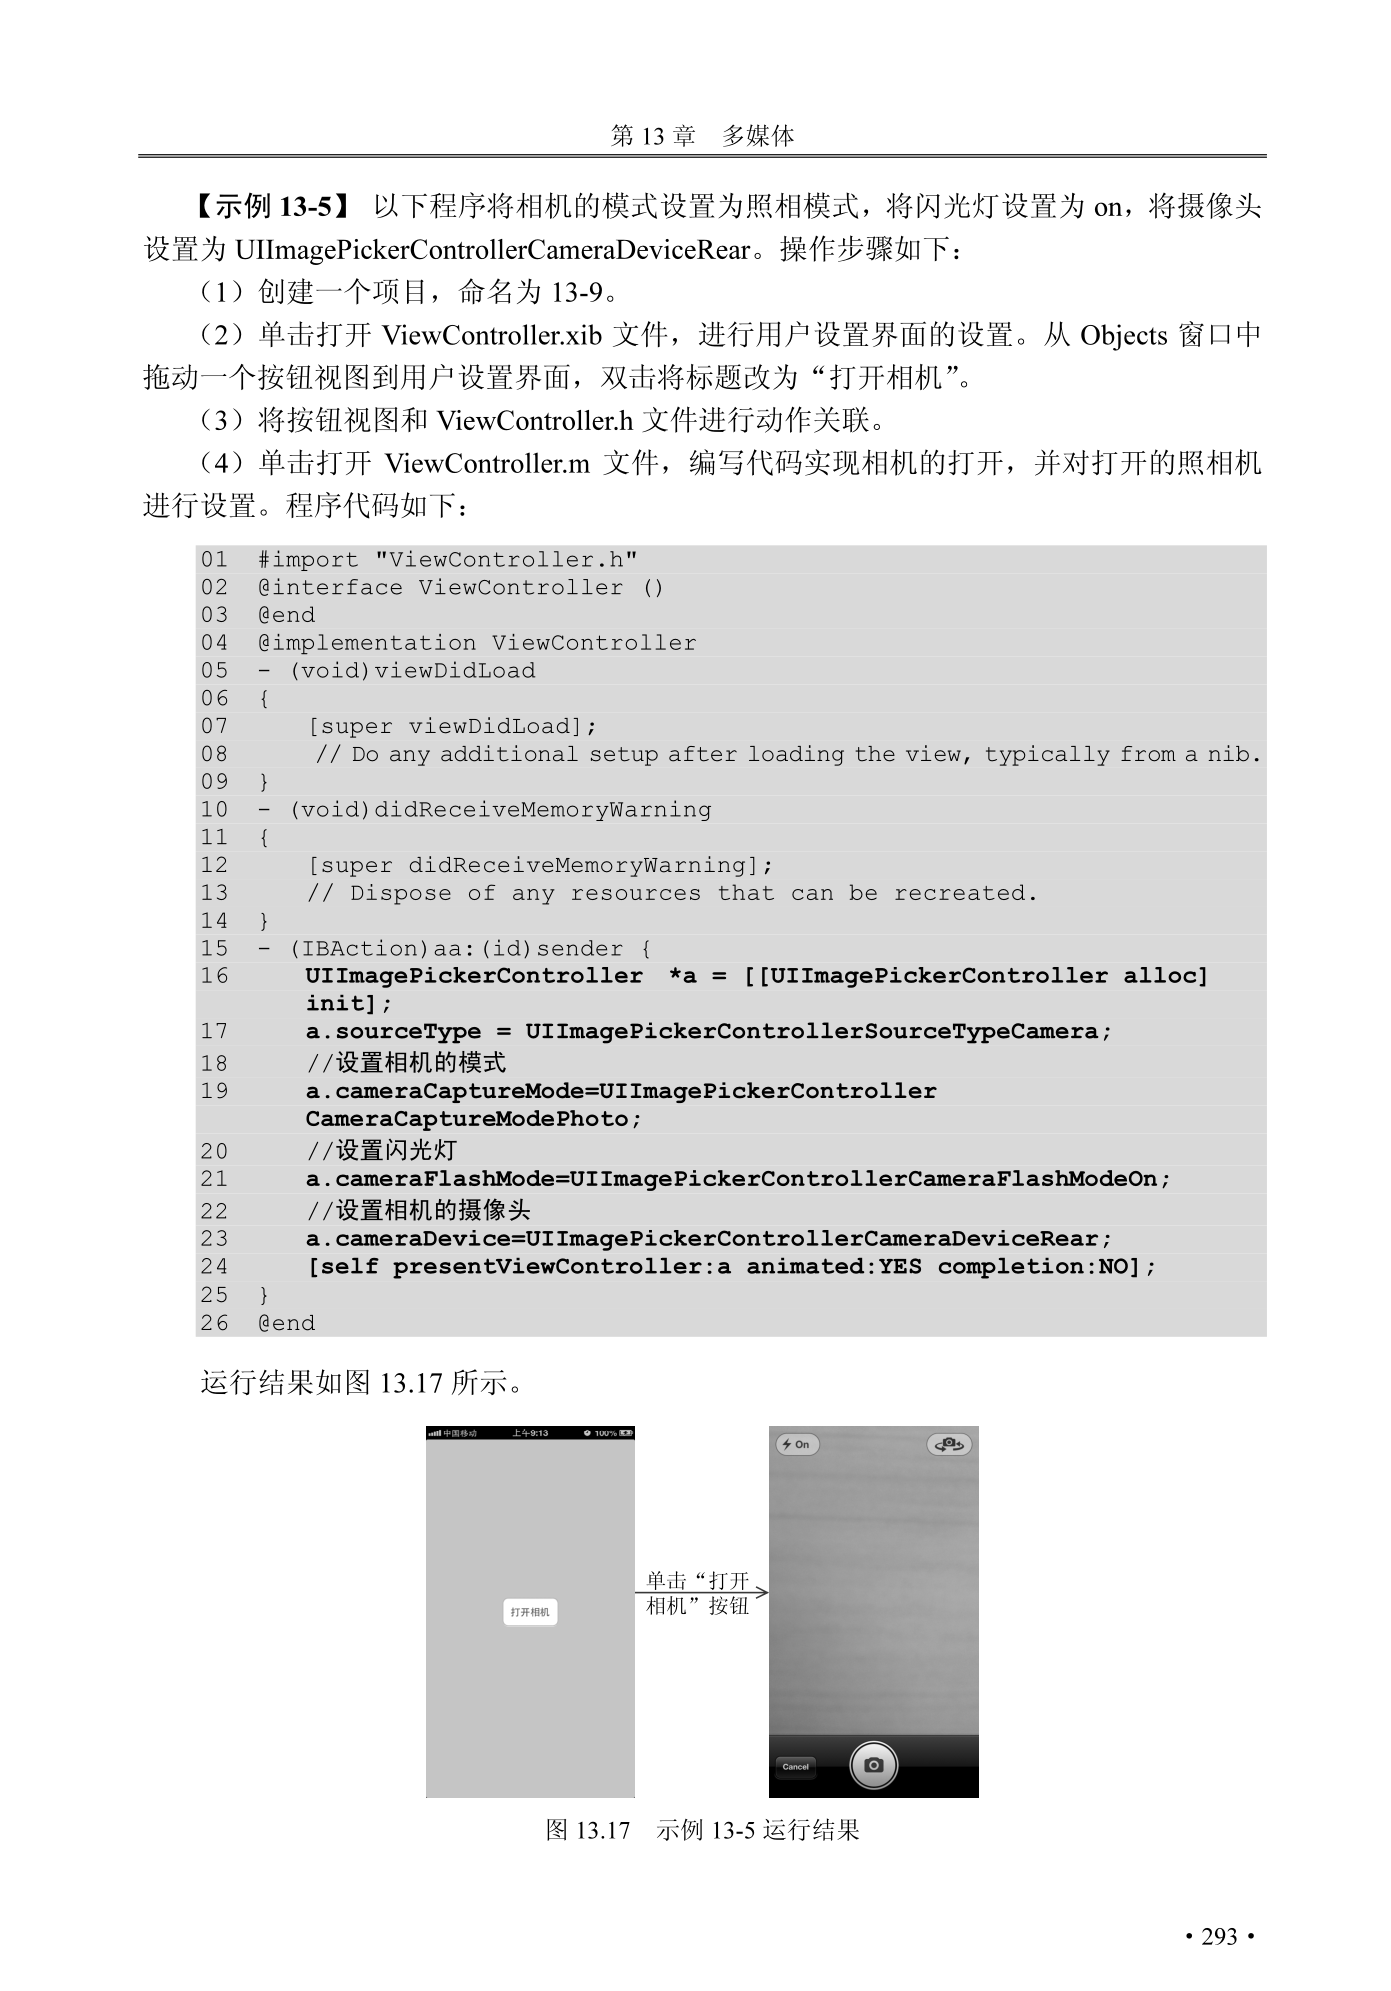 第 13 章　多媒体
【示例 13-5】 以下程序将相机的模式设置为照相模式，将闪光灯设置为 on，将摄像头
设置为 UIImagePickerControllerCameraDeviceRear。操作步骤如下：
（1）创建一个项目，命名为 13-9。
（2）单击打开 ViewController.xib 文件，进行用户设置界面的设置。从 Objects 窗口中
拖动一个按钮视图到用户设置界面，双击将标题改为“打开相机”。
（3）将按钮视图和 ViewController.h 文件进行动作关联。
（4）单击打开 ViewController.m 文件，编写代码实现相机的打开，并对打开的照相机
进行设置。程序代码如下：
01 #import "ViewController.h"
02 @interface ViewController ()
03 @end
04 @implementation ViewController
05 - (void)viewDidLoad
06 {
07 [super viewDidLoad];
08 // Do any additional setup after loading the view, typically from a nib.
09 }
10 - (void)didReceiveMemoryWarning
11 {
12 [super didReceiveMemoryWarning];
13 // Dispose of any resources that can be recreated.
14 }
15 - (IBAction)aa:(id)sender {
16 UIImagePickerController *a = [[UIImagePickerController alloc]
init];
17 a.sourceType = UIImagePickerControllerSourceTypeCamera;
18 //设置相机的模式
19 a.cameraCaptureMode=UIImagePickerController
CameraCaptureModePhoto;
20 //设置闪光灯
21 a.cameraFlashMode=UIImagePickerControllerCameraFlashModeOn;
22 //设置相机的摄像头
23 a.cameraDevice=UIImagePickerControllerCameraDeviceRear;
24 [self presentViewController:a animated:YES completion:NO];
25 }
26 @end
运行结果如图 13.17 所示。
中国移动 上午9:13 100%
On
单击“打开
相机”按钮
打开相机
Cancel
图 13.17　示例 13-5 运行结果
·293·